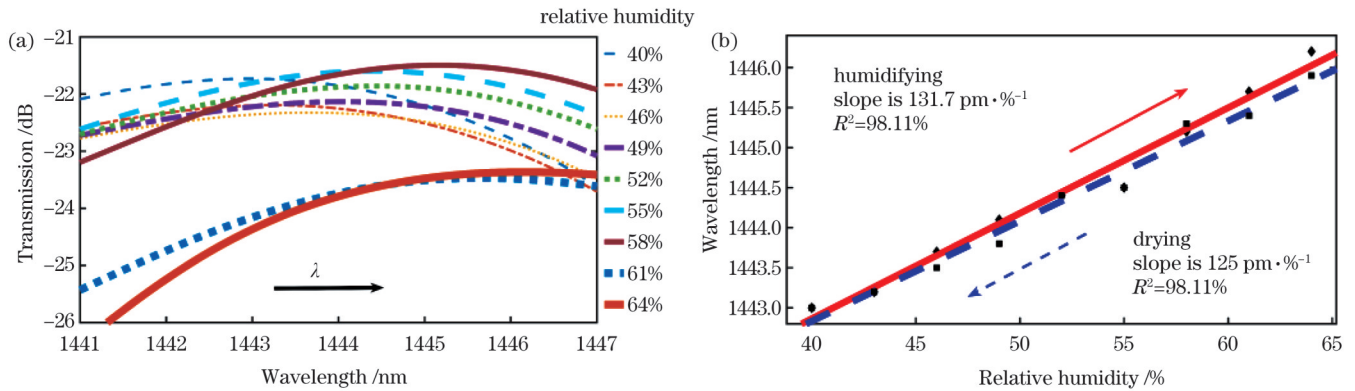 relative humidity
(a)
−21
−22
−23
−24
−25
−26
Transmission /dB
1441 1442 1443 1444 1445 1446 1447
Wavelength /nm
λ
40%
43%
46%
49%
52%
55%
58%
61%
64%
(b)
1446.0
1445.5
1445.0
1444.5
1444.0
1443.5
1443.0
Wavelength /nm
humidifying
slope is 131.7 pm·%⁻¹
R²=98.11%
drying
slope is 125 pm·%⁻¹
R²=98.11%
40 45 50 55 60 65
Relative humidity /%